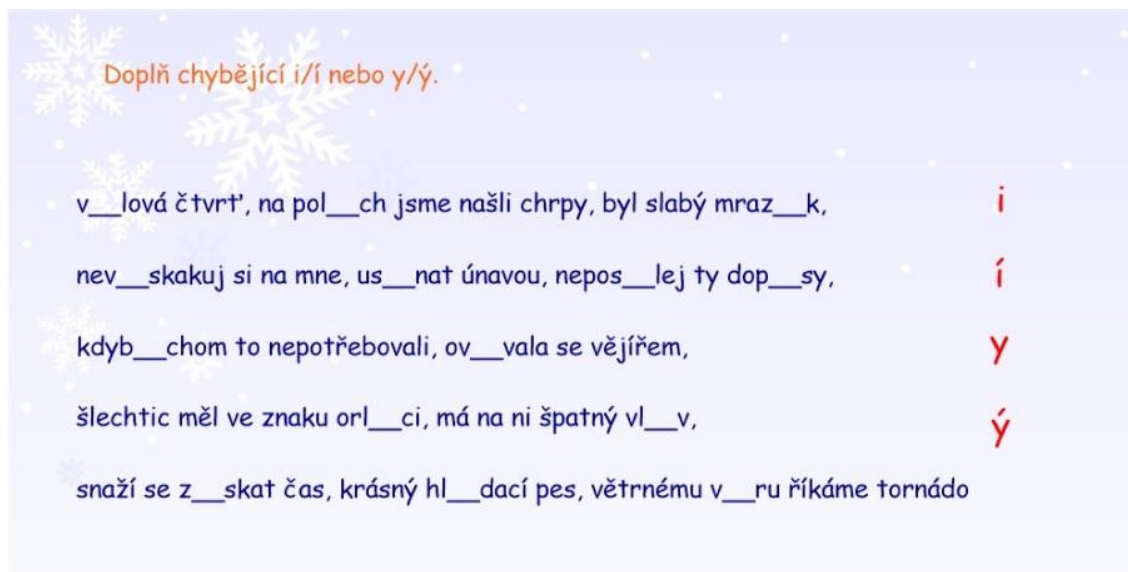 Doplň chybějící i/í nebo y/ý.
v__lová čtvrť, na pol__ch jsme našli chrpy, byl slabý mraz__k,
i
nev__skakuj si na mne, us__nat únavou, nepos__lej ty dop__sy,
í
kdyb__chom to nepotřebovali, ov__vala se vějířem,
y
šlechtic měl ve znaku orl__ci, má na ni špatný vl__v,
ý
snaží se z__skat čas, krásný hl__dací pes, větrnému v__ru říkáme tornádo